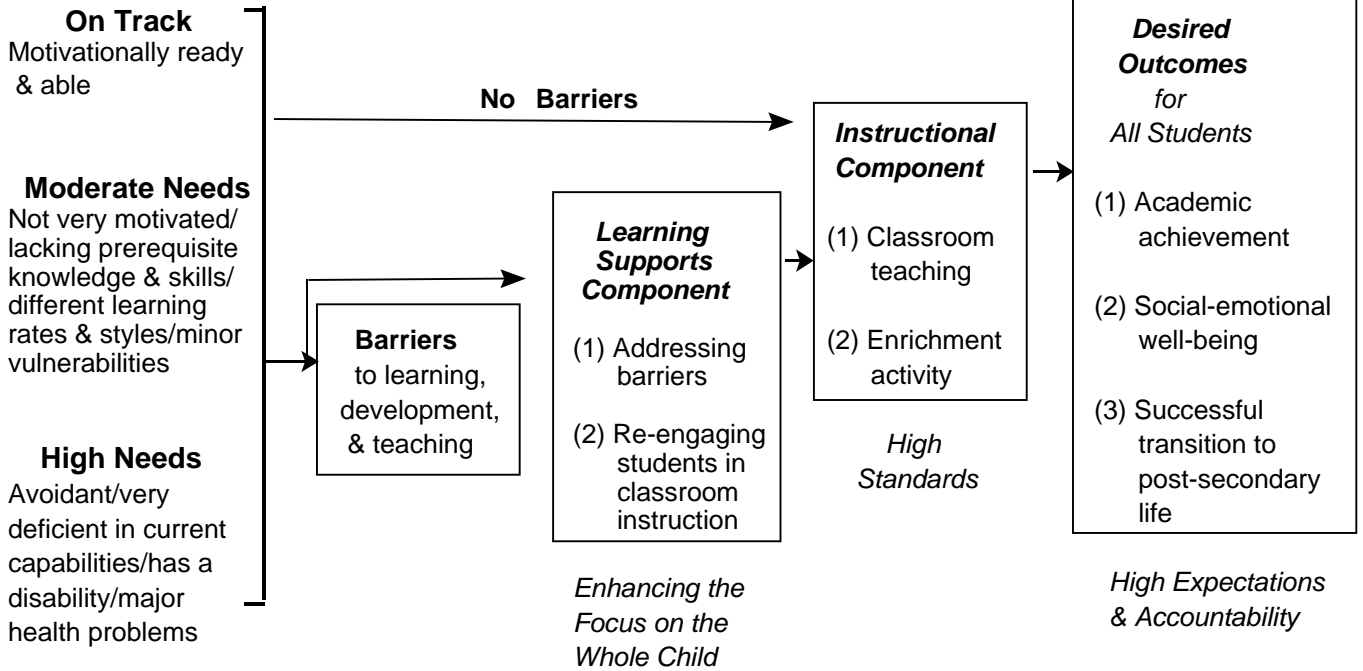 On Track
Motivationally ready
& able
Moderate Needs
Not very motivated/
lacking prerequisite
knowledge & skills/
different learning
rates & styles/minor
vulnerabilities
High Needs
Avoidant/very
deficient in current
capabilities/has a
disability/major
health problems
No Barriers
Barriers
to learning,
development,
& teaching
Learning
Supports
Component
(1) Addressing
barriers
(2) Re-engaging
students in
classroom
instruction
Enhancing the
Focus on the
Whole Child
Instructional
Component
(1) Classroom
teaching
(2) Enrichment
activity
High
Standards
Desired
Outcomes
for
All Students
(1) Academic
achievement
(2) Social-emotional
well-being
(3) Successful
transition to
post-secondary
life
High Expectations
& Accountability